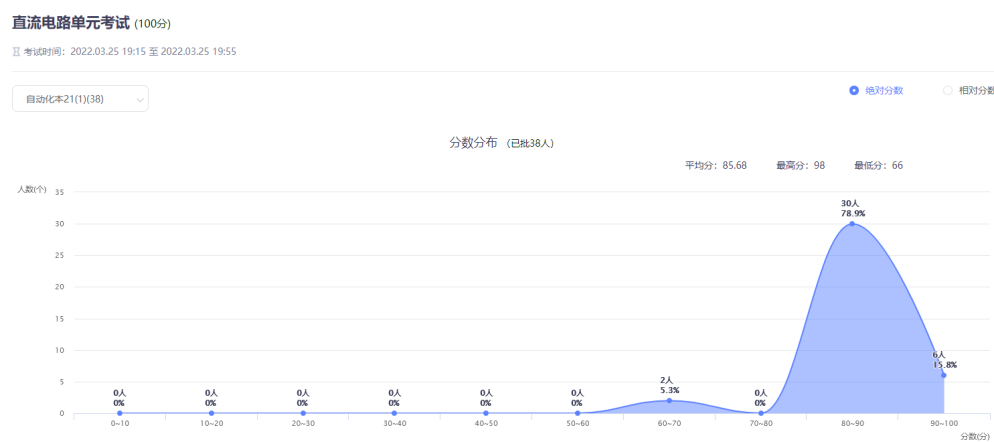 直流电路单元考试 (100分)
考试时间：2022.03.25 19:15 至 2022.03.25 19:55
自动化本21(1)(38)
绝对分数 相对分数
分数分布 （已批38人）
平均分：85.68 最高分：98 最低分：66
人数(个)
35
30
25
20
15
10
5
0
0人
0%
0人
0%
0人
0%
0人
0%
0人
0%
0人
0%
2人
5.3%
0人
0%
30人
78.9%
6人
15.8%
0~10 10~20 20~30 30~40 40~50 50~60 60~70 70~80 80~90 90~100
分数(分)